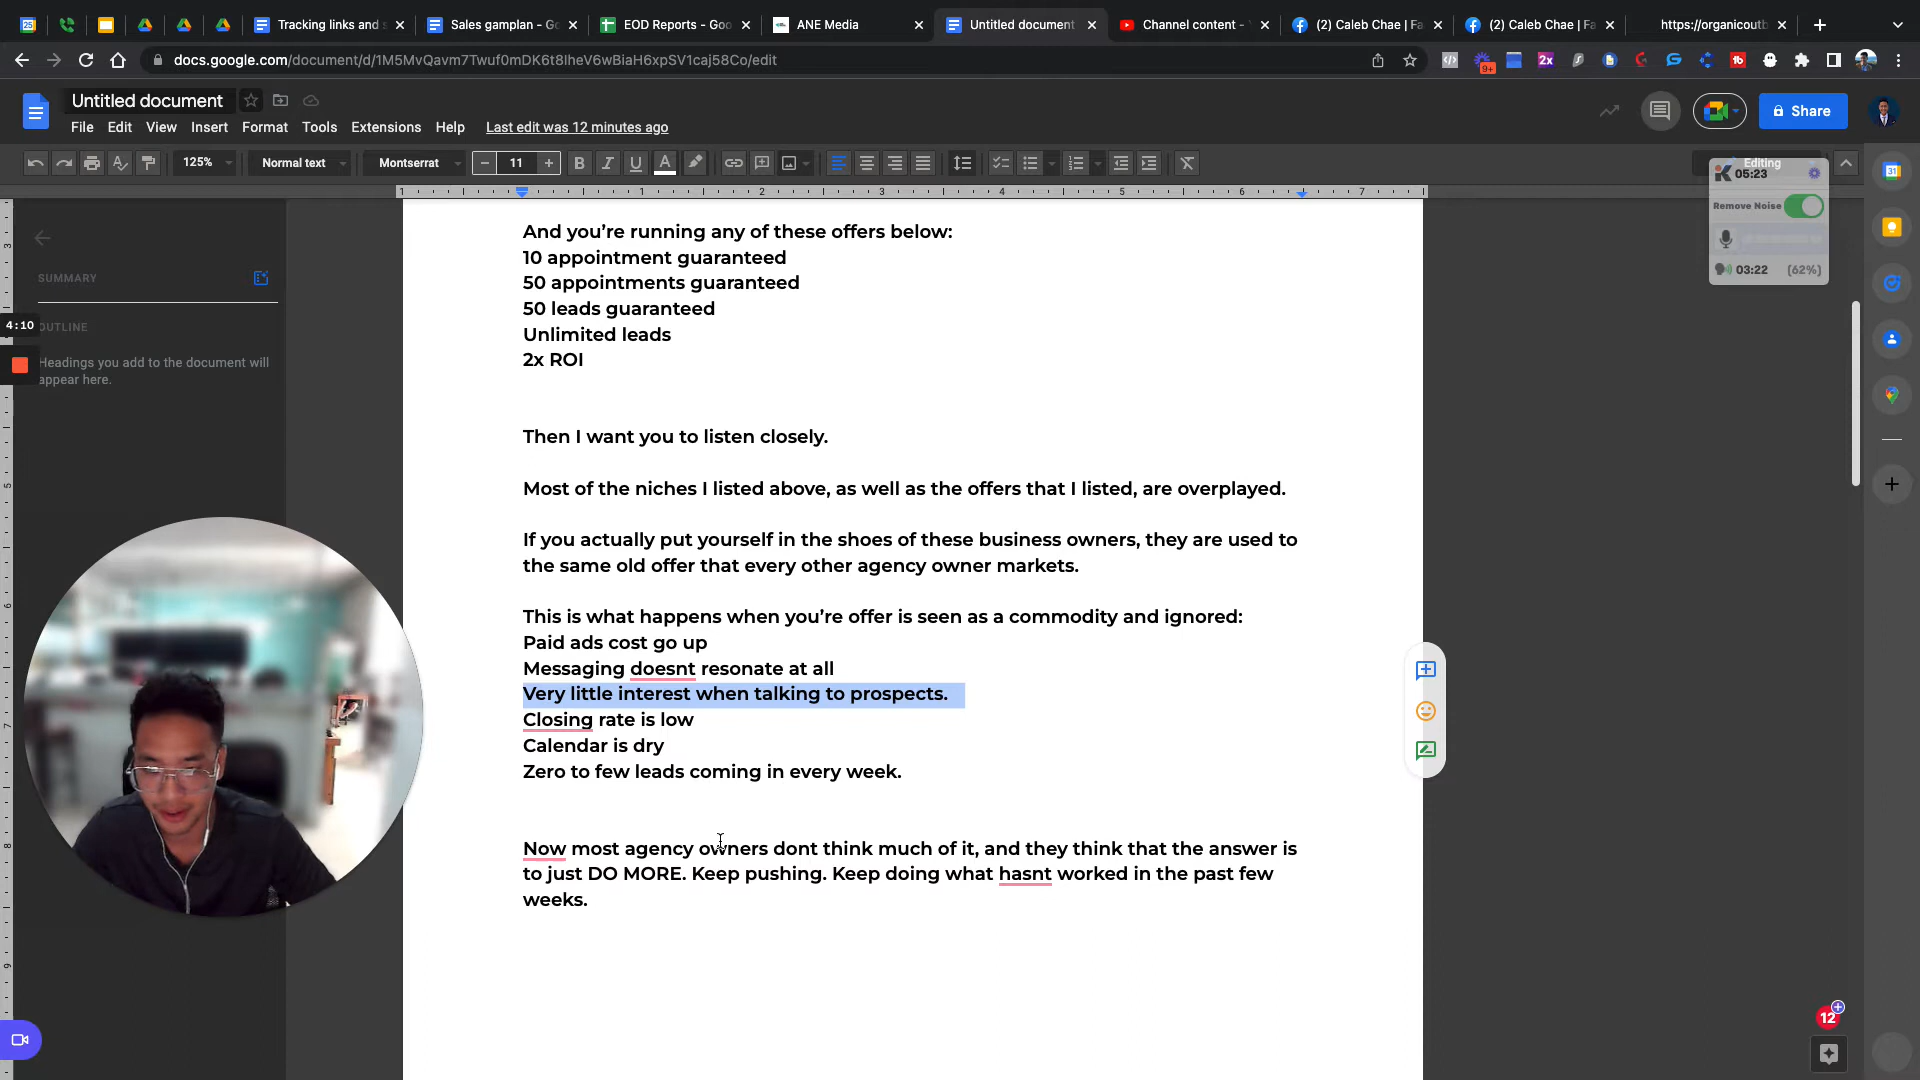 Tracking links and s
Sales gamplan - Go
EOD Reports - Goo
ANE Media
Untitled document
Channel content - Y
(2) Caleb Chae | Fa
(2) Caleb Chae | Fa
https://organicoutb
docs.google.com/document/d/1M5MvQavm7Twuf0mDK6t8IheV6wBiaH6xpSV1caj58Co/edit
9+
2x
Untitled document
File Edit View Insert Format Tools Extensions Help Last edit was 12 minutes ago
Share
125% Normal text Montserrat 11
Editing
05:23
Remove Noise
03:22 (62%)
SUMMARY
OUTLINE
Headings you add to the document will
appear here.
4:10
And you’re running any of these offers below:
10 appointment guaranteed
50 appointments guaranteed
50 leads guaranteed
Unlimited leads
2x ROI
Then I want you to listen closely.
Most of the niches I listed above, as well as the offers that I listed, are overplayed.
If you actually put yourself in the shoes of these business owners, they are used to
the same old offer that every other agency owner markets.
This is what happens when you’re offer is seen as a commodity and ignored:
Paid ads cost go up
Messaging doesnt resonate at all
Very little interest when talking to prospects.
Closing rate is low
Calendar is dry
Zero to few leads coming in every week.
Now most agency owners dont think much of it, and they think that the answer is
to just DO MORE. Keep pushing. Keep doing what hasnt worked in the past few
weeks.
12